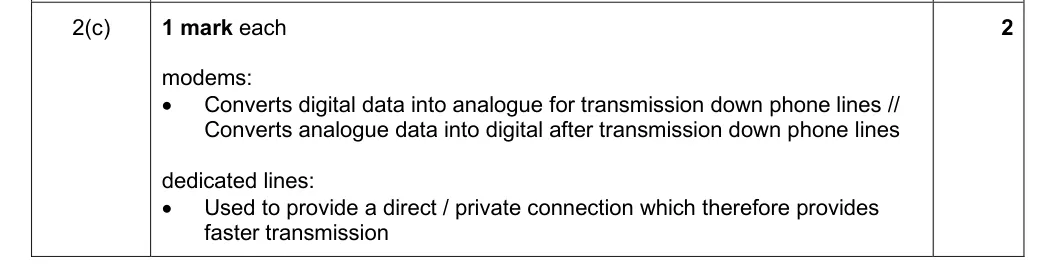 2(c) 1 mark each 2
modems:
• Converts digital data into analogue for transmission down phone lines //
Converts analogue data into digital after transmission down phone lines
dedicated lines:
• Used to provide a direct / private connection which therefore provides
faster transmission